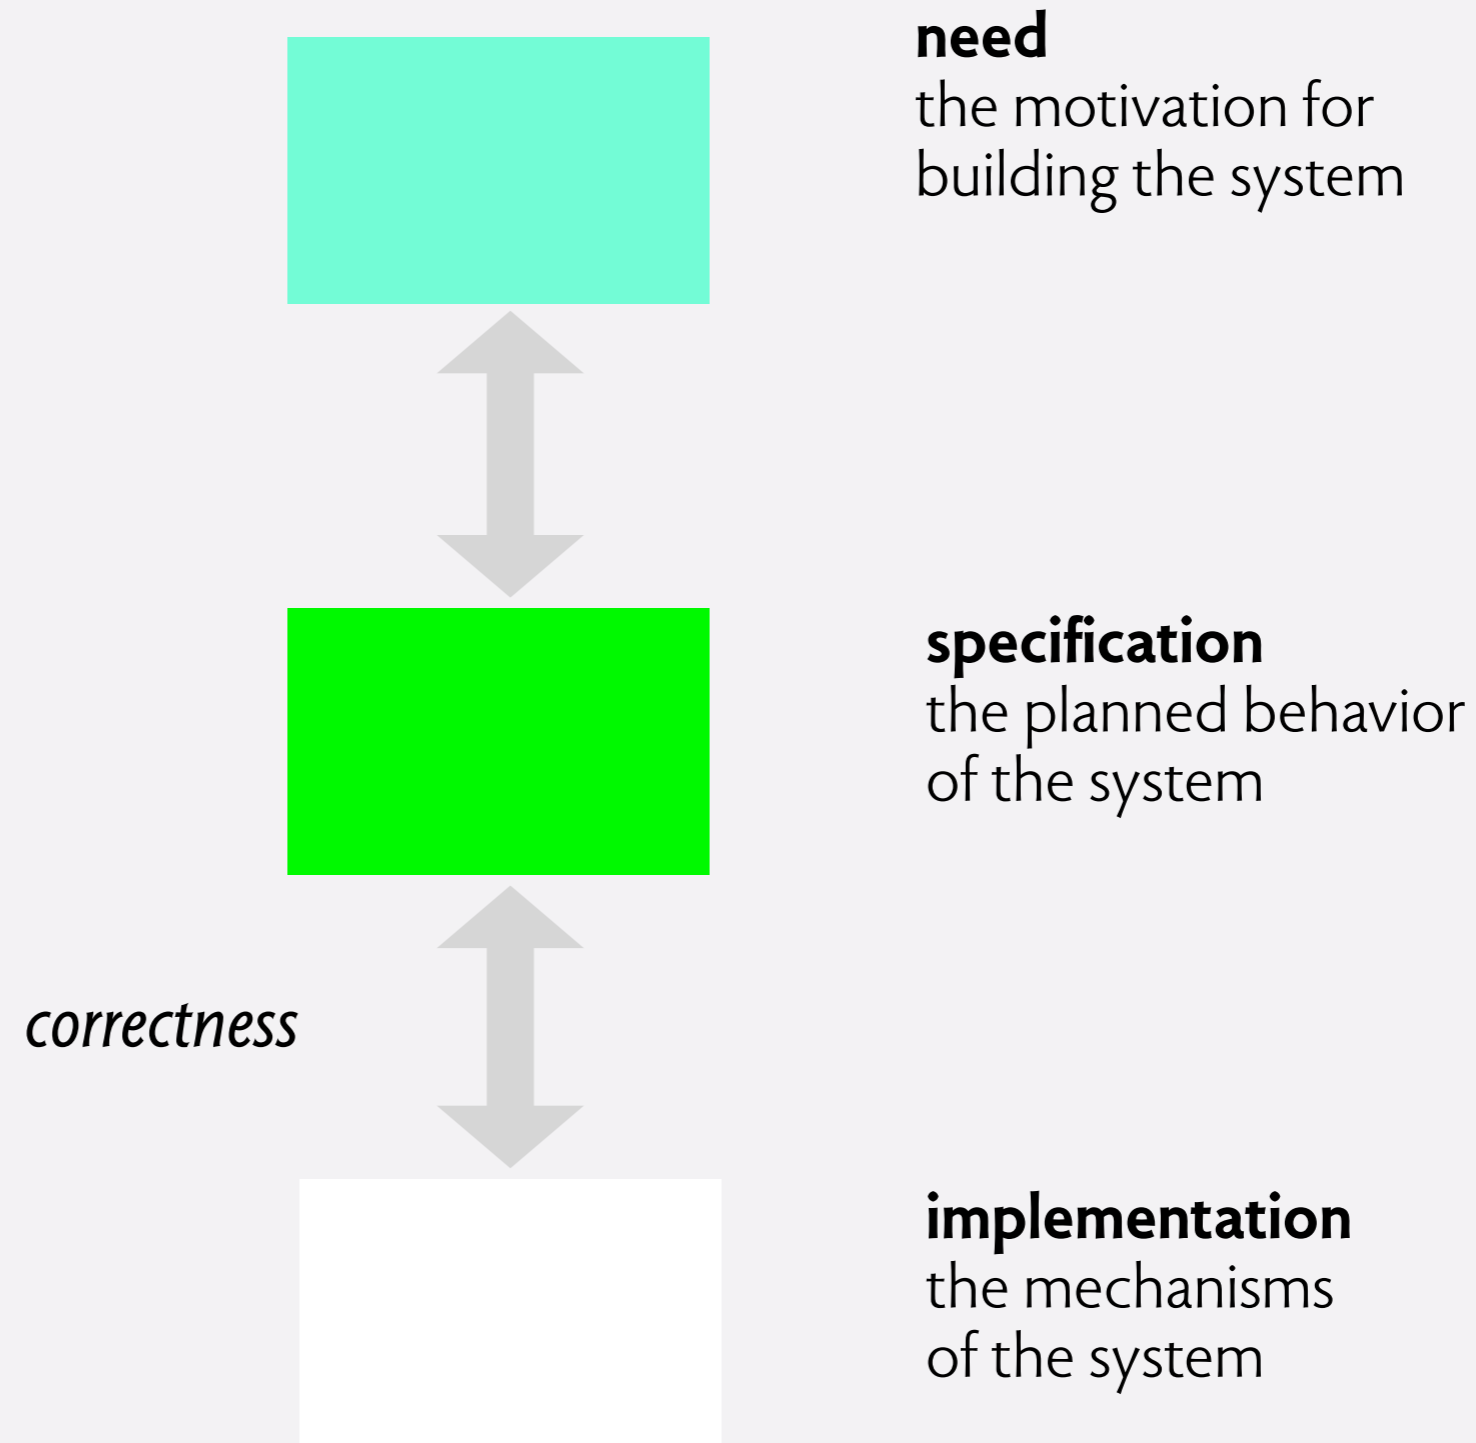 need
the motivation for
building the system
specification
the planned behavior
of the system
correctness
implementation
the mechanisms
of the system